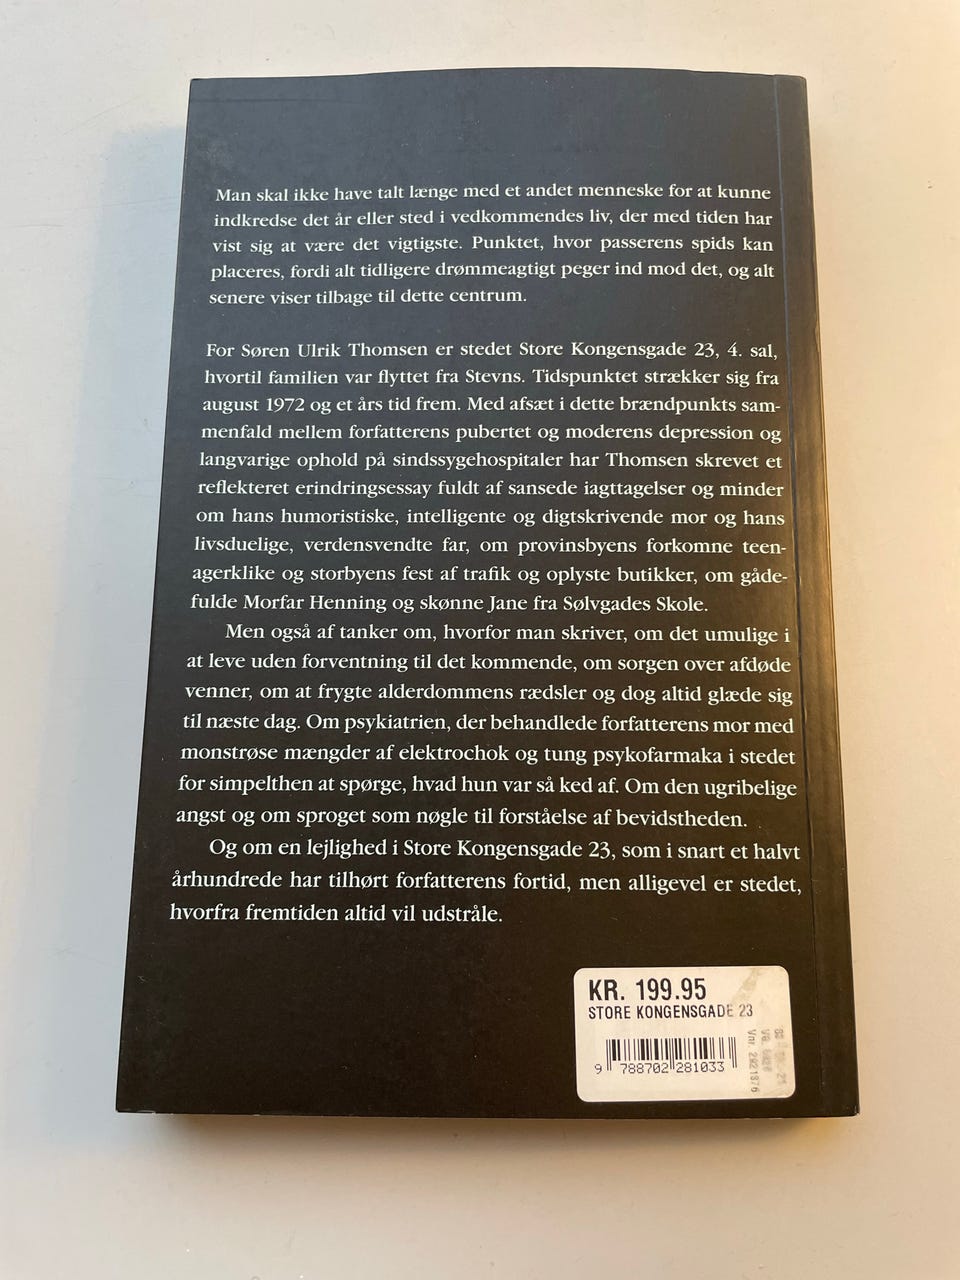 Man skal ikke have talt længe med et andet menneske for at kunne
indkredse det år eller sted i vedkommendes liv, der med tiden har
vist sig at være det vigtigste. Punktet, hvor passerens spids kan
placeres, fordi alt tidligere drømmeagtigt peger ind mod det, og alt
senere viser tilbage til dette centrum.
For Søren Ulrik Thomsen er stedet Store Kongensgade 23, 4. sal,
hvortil familien var flyttet fra Stevns. Tidspunktet strækker sig fra
august 1972 og et års tid frem. Med afsæt i dette brændpunkts sam-
menfald mellem forfatterens pubertet og moderens depression og
langvarige ophold på sindssygehospitaler har Thomsen skrevet et
reflekteret erindringsessay fuldt af sansede iagttagelser og minder
om hans humoristiske, intelligente og digtskrivende mor og hans
livsduelige, verdensvendte far, om provinsbyens forkomne teen-
agerklike og storbyens fest af trafik og oplyste butikker, om gåde-
fulde Morfar Henning og skønne Jane fra Sølvgades Skole.
Men også af tanker om, hvorfor man skriver, om det umulige i
at leve uden forventning til det kommende, om sorgen over afdøde
venner, om at frygte alderdommens rædsler og dog altid glæde sig
til næste dag. Om psykiatrien, der behandlede forfatterens mor med
monstrøse mængder af elektrochok og tung psykofarmaka i stedet
for simpelthen at spørge, hvad hun var så ked af. Om den ugribelige
angst og om sproget som nøgle til forståelse af bevidstheden.
Og om en lejlighed i Store Kongensgade 23, som i snart et halvt
århundrede har tilhørt forfatterens fortid, men alligevel er stedet,
hvorfra fremtiden altid vil udstråle.
KR. 199.95
STORE KONGENSGADE 23
9 788702 281033
Vnr. 2921376